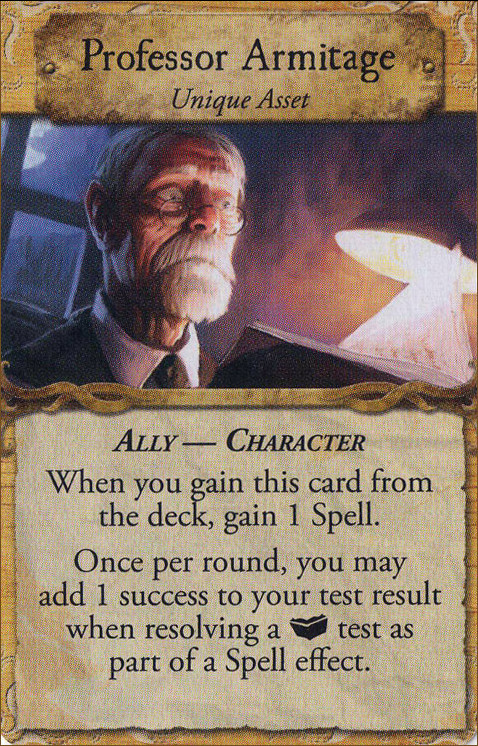 Professor Armitage
Unique Asset
Ally — Character
When you gain this card from
the deck, gain 1 Spell.
Once per round, you may
add 1 success to your test result
when resolving a test as
part of a Spell effect.